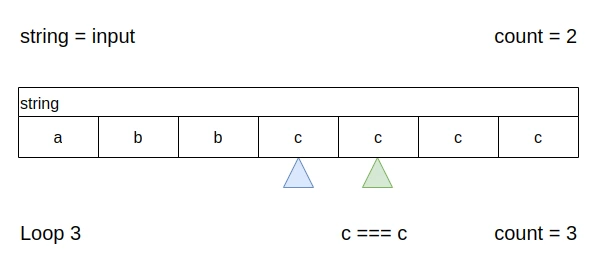 string = input count = 2
string
a b b c c c c
Loop 3 c === c count = 3